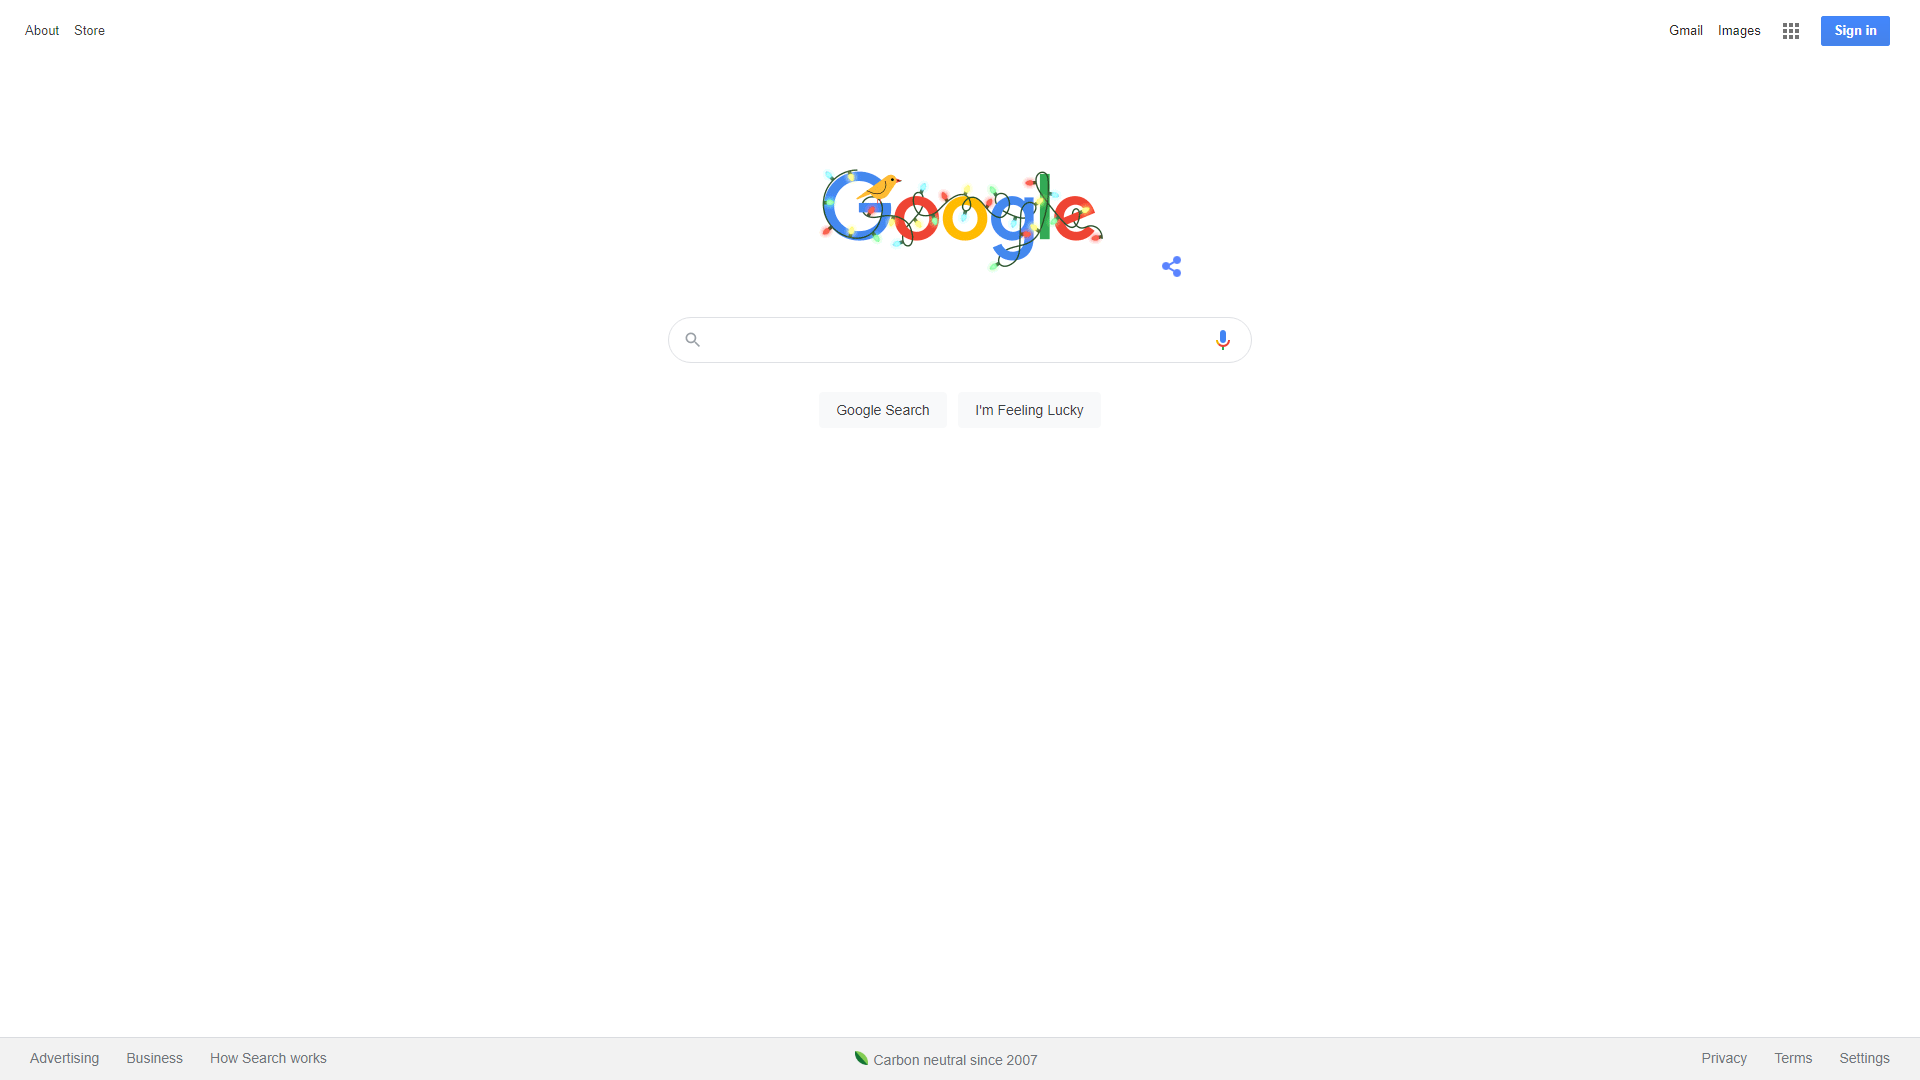 About Store Gmail Images Sign in
Google
Google Search I'm Feeling Lucky
Advertising Business How Search works Carbon neutral since 2007 Privacy Terms Settings